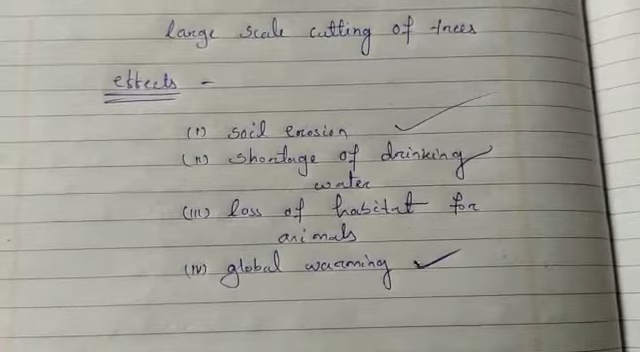 large scale cutting of trees
effects -
(I) soil erosion
(II) shortage of drinking
water
(III) loss of habitat for
animals
(IV) global warming